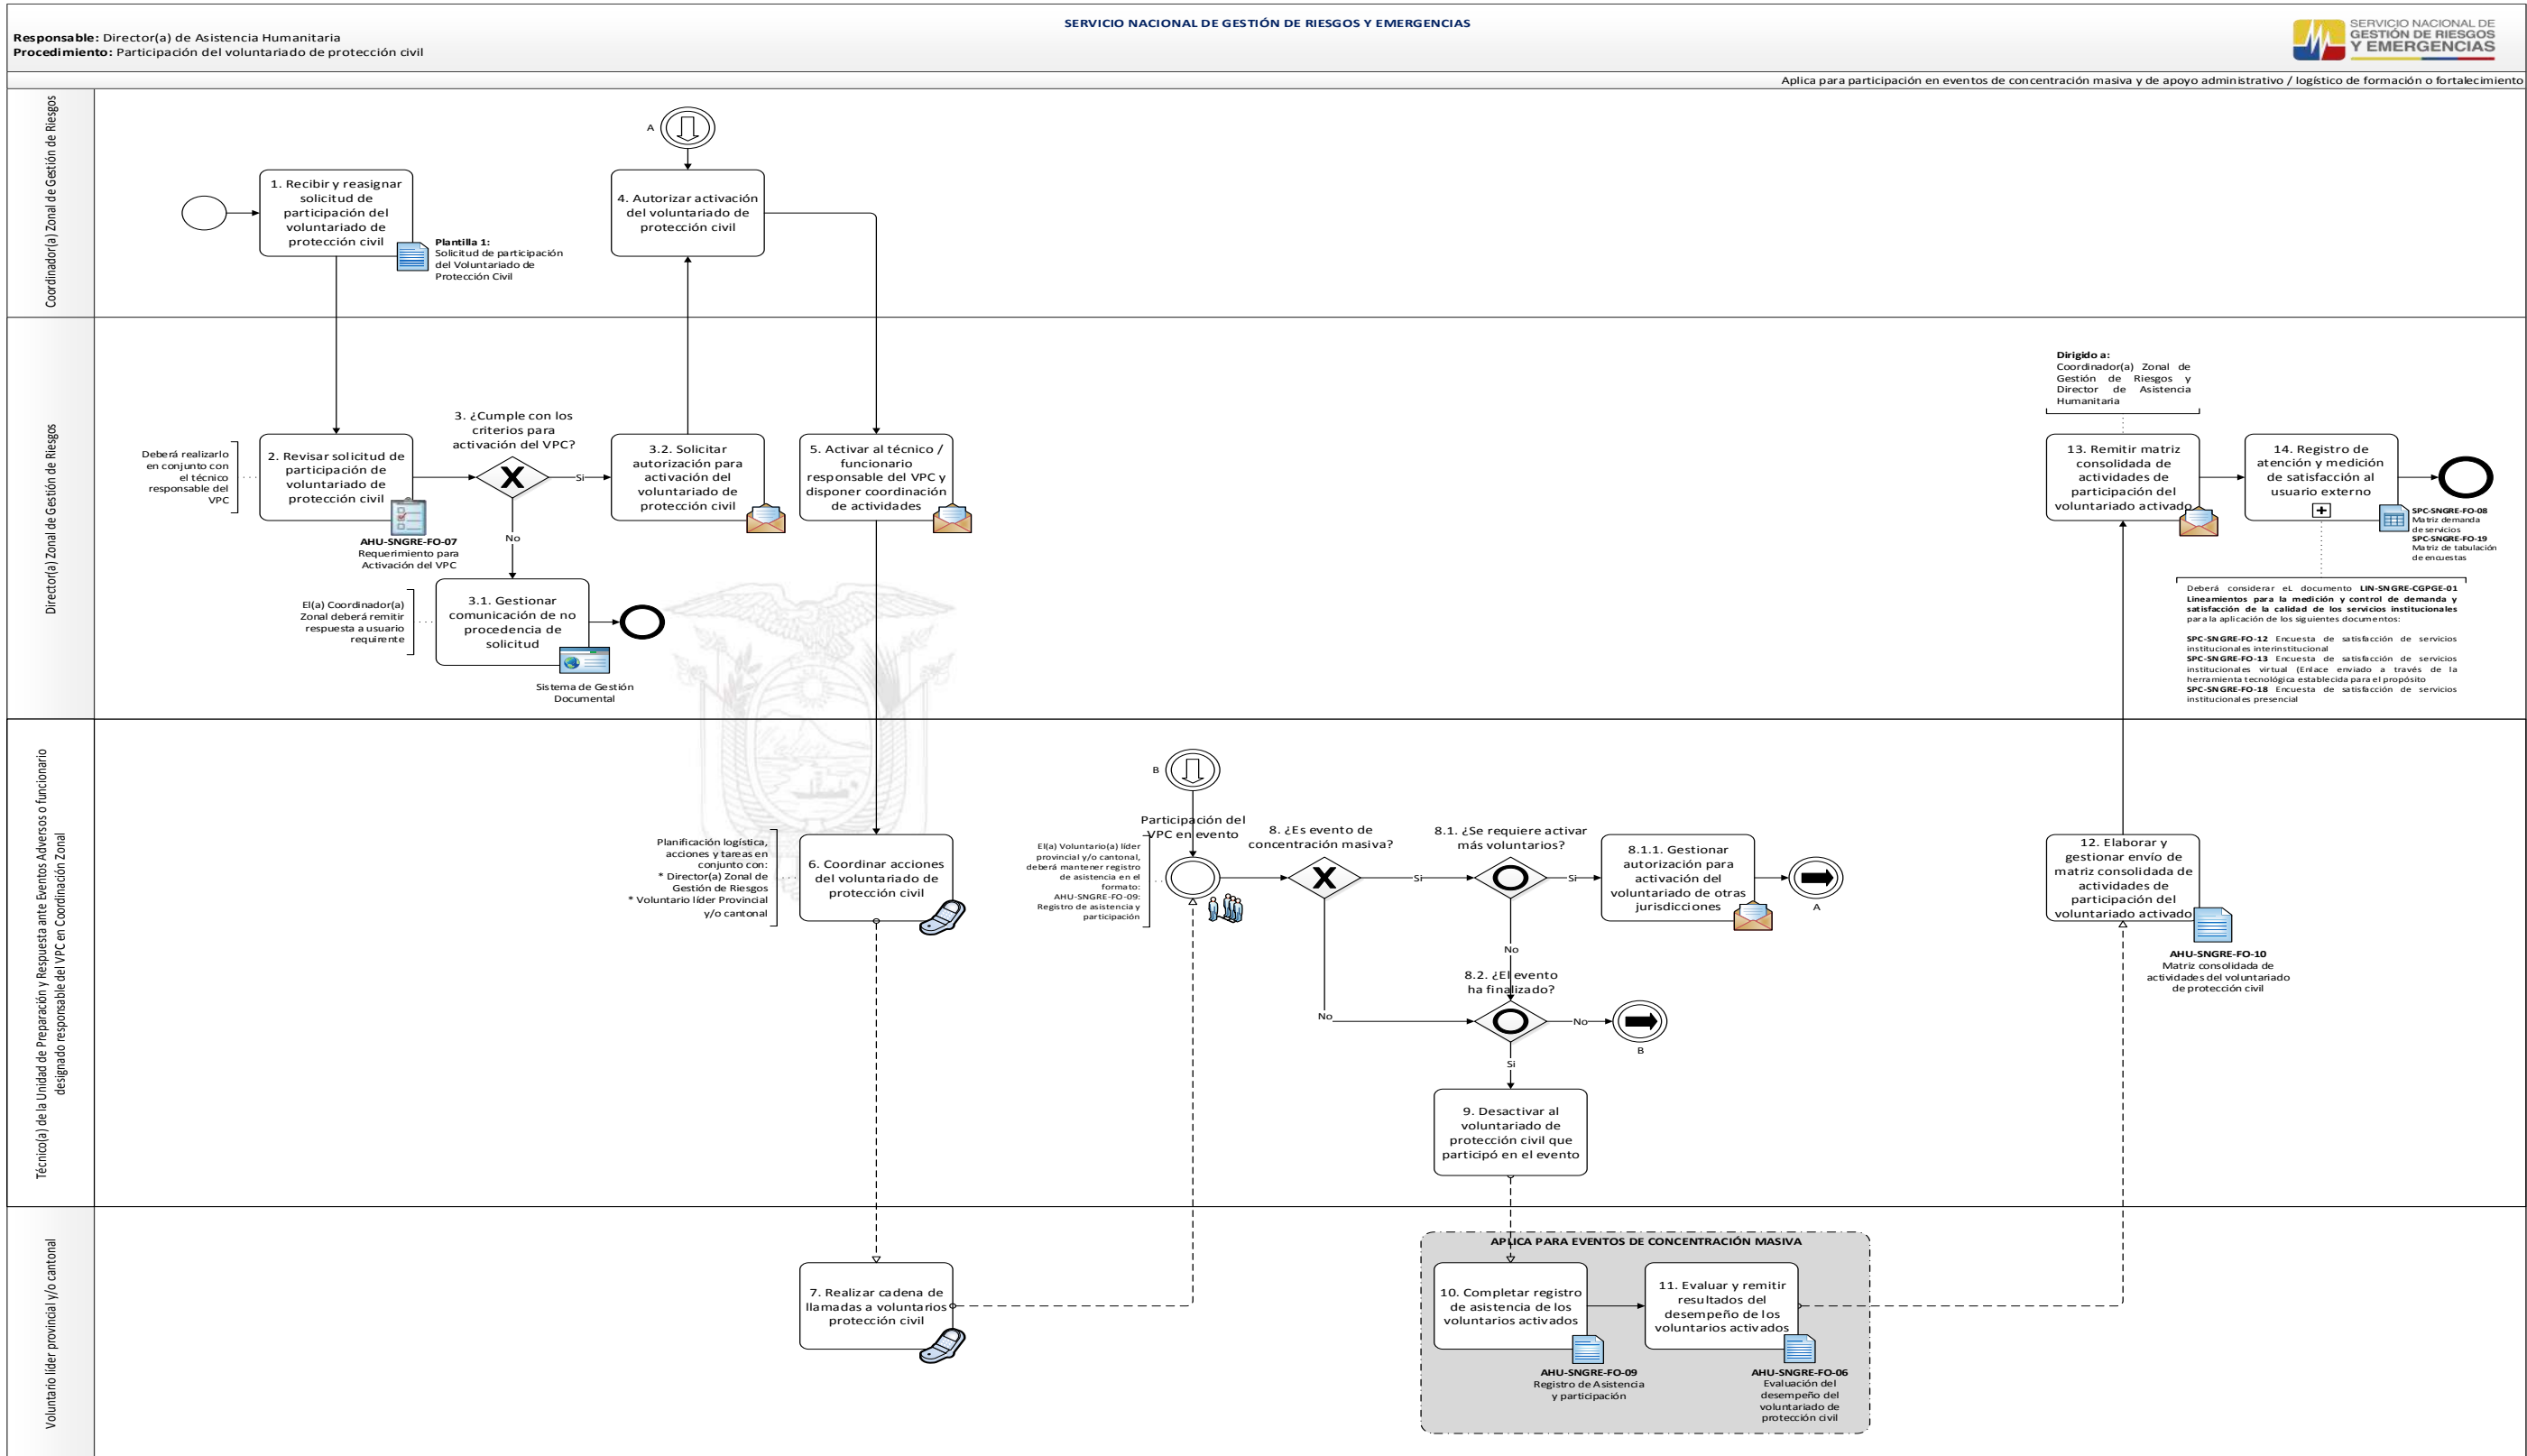 SERVICIO NACIONAL DE GESTIÓN DE RIESGOS Y EMERGENCIAS
Responsable: Director(a) de Asistencia Humanitaria
Procedimiento: Participación del voluntariado de protección civil
SERVICIO NACIONAL DE
GESTIÓN DE RIESGOS
Y EMERGENCIAS
Aplica para participación en eventos de concentración masiva y de apoyo administrativo / logístico de formación o fortalecimiento
Coordinador(a) Zonal de Gestión de Riesgos
1. Recibir y reasignar
solicitud de
participación del
voluntariado de
protección civil
Plantilla 1:
Solicitud de participación
del Voluntariado de
Protección Civil
A
4. Autorizar activación
del voluntariado de
protección civil
Director(a) Zonal de Gestión de Riesgos
Deberá realizarlo
en conjunto con
el técnico
responsable del
VPC
2. Revisar solicitud de
participación de
voluntariado de
protección civil
AHU-SNGRE-FO-07
Requerimiento para
Activación del VPC
3. ¿Cumple con los
criterios para
activación del VPC?
Si
No
3.1. Gestionar
comunicación de no
procedencia de
solicitud
El(a) Coordinador(a)
Zonal deberá remitir
respuesta a usuario
requirente
Sistema de Gestión
Documental
3.2. Solicitar
autorización para
activación del
voluntariado de
protección civil
5. Activar al técnico /
funcionario
responsable del VPC y
disponer coordinación
de actividades
Dirigido a:
Coordinador(a) Zonal de
Gestión de Riesgos y
Director de Asistencia
Humanitaria
13. Remitir matriz
consolidada de
actividades de
participación del
voluntariado activado
14. Registro de
atención y medición
de satisfacción al
usuario externo
SPC-SNGRE-FO-08
Matriz demanda
de servicios
SPC-SNGRE-FO-19
Matriz de tabulación
de encuestas
Deberá considerar eL documento LIN-SNGRE-CGPGE-01
Lineamientos para la medición y control de demanda y
satisfacción de la calidad de los servicios institucionales
para la aplicación de los siguientes documentos:
SPC-SNGRE-FO-12 Encuesta de satisfacción de servicios
institucionales interinstitucional
SPC-SNGRE-FO-13 Encuesta de satisfacción de servicios
institucionales virtual (Enlace enviado a través de la
herramienta tecnológica establecida para el propósito
SPC-SNGRE-FO-18 Encuesta de satisfacción de servicios
institucionales presencial
Técnico(a) de la Unidad de Preparación y Respuesta ante Eventos Adversos o funcionario
designado responsable del VPC en Coordinación Zonal
Planificación logística,
acciones y tareas en
conjunto con:
* Director(a) Zonal de
Gestión de Riesgos
* Voluntario líder Provincial
y/o cantonal
6. Coordinar acciones
del voluntariado de
protección civil
B
Participación del
VPC en evento
El(a) Voluntario(a) líder
provincial y/o cantonal,
deberá mantener registro
de asistencia en el
formato:
AHU-SNGRE-FO-09:
Registro de asistencia y
participación
8. ¿Es evento de
concentración masiva?
Si
No
8.1. ¿Se requiere activar
más voluntarios?
Si
No
8.1.1. Gestionar
autorización para
activación del
voluntariado de otras
jurisdicciones
A
8.2. ¿El evento
ha finalizado?
No
B
Si
9. Desactivar al
voluntariado de
protección civil que
participó en el evento
12. Elaborar y
gestionar envío de
matriz consolidada de
actividades de
participación del
voluntariado activado
AHU-SNGRE-FO-10
Matriz consolidada de
actividades del voluntariado
de protección civil
Voluntario líder provincial y/o cantonal
7. Realizar cadena de
llamadas a voluntarios
protección civil
APLICA PARA EVENTOS DE CONCENTRACIÓN MASIVA
10. Completar registro
de asistencia de los
voluntarios activados
AHU-SNGRE-FO-09
Registro de Asistencia
y participación
11. Evaluar y remitir
resultados del
desempeño de los
voluntarios activados
AHU-SNGRE-FO-06
Evaluación del
desempeño del
voluntariado de
protección civil